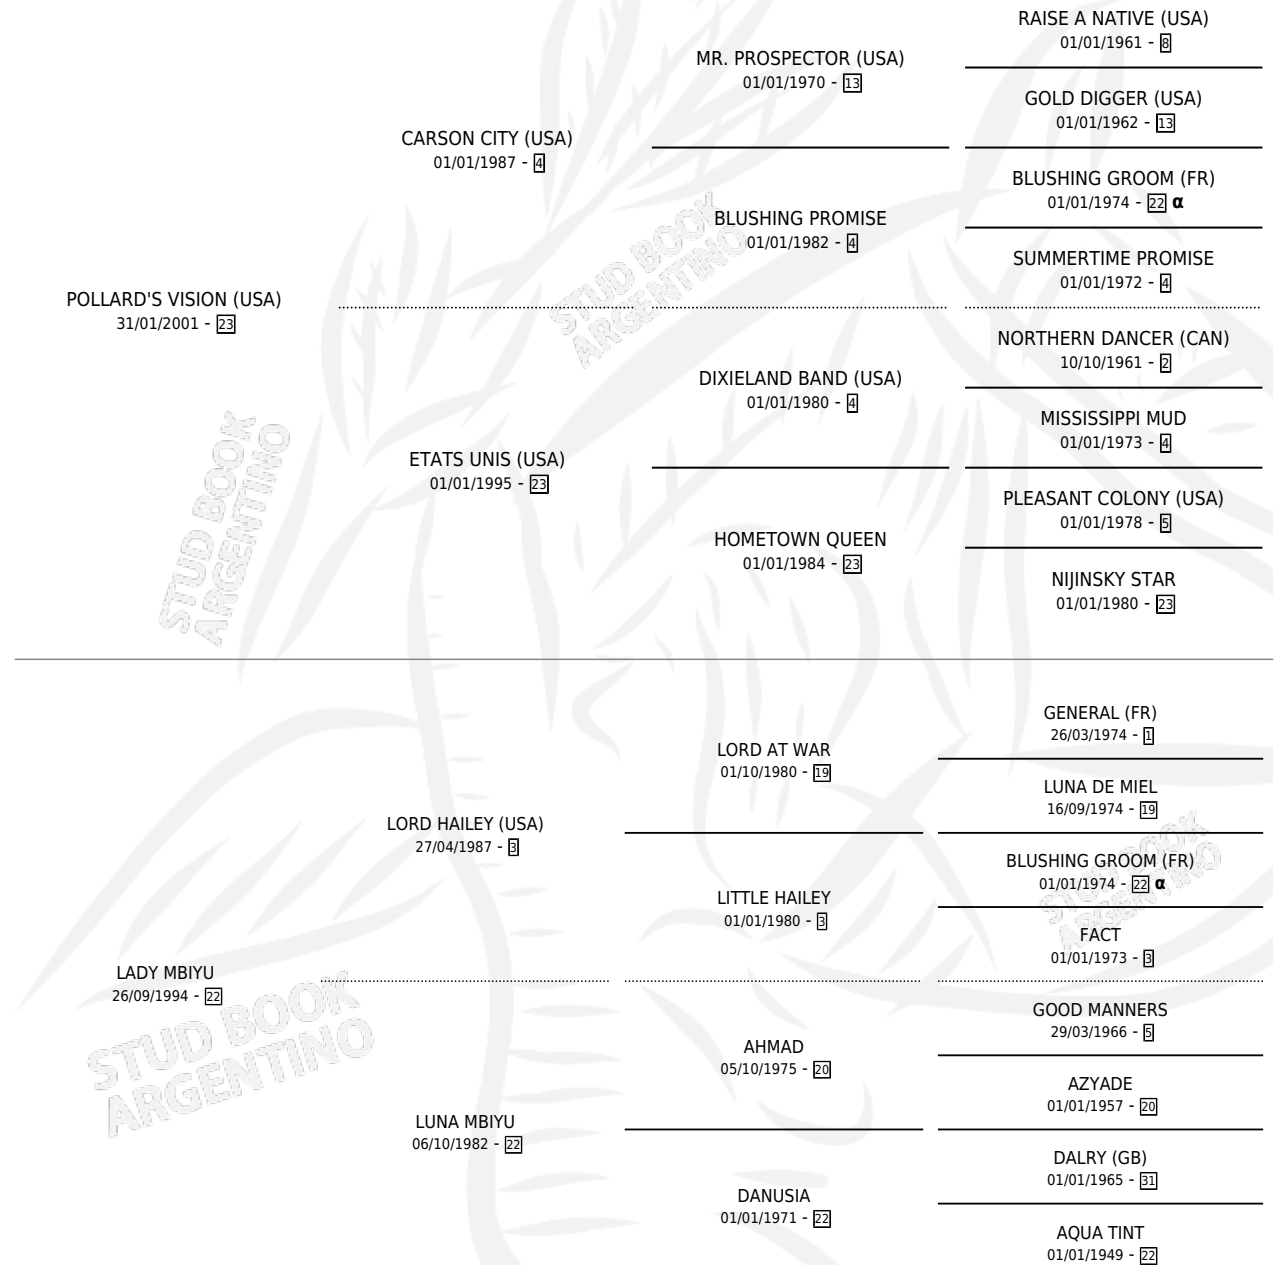 POLLARD'S VISION (USA)
31/01/2001 - 23
CARSON CITY (USA)
01/01/1987 - 4
MR. PROSPECTOR (USA)
01/01/1970 - 13
RAISE A NATIVE (USA)
01/01/1961 - 8
GOLD DIGGER (USA)
01/01/1962 - 13
BLUSHING PROMISE
01/01/1982 - 4
BLUSHING GROOM (FR)
01/01/1974 - 22 α
SUMMERTIME PROMISE
01/01/1972 - 4
ETATS UNIS (USA)
01/01/1995 - 23
DIXIELAND BAND (USA)
01/01/1980 - 4
NORTHERN DANCER (CAN)
10/10/1961 - 2
MISSISSIPPI MUD
01/01/1973 - 4
HOMETOWN QUEEN
01/01/1984 - 23
PLEASANT COLONY (USA)
01/01/1978 - 5
NIJINSKY STAR
01/01/1980 - 23
LADY MBIYU
26/09/1994 - 22
LORD HAILEY (USA)
27/04/1987 - 3
LORD AT WAR
01/10/1980 - 19
GENERAL (FR)
26/03/1974 - 1
LUNA DE MIEL
16/09/1974 - 19
LITTLE HAILEY
01/01/1980 - 3
BLUSHING GROOM (FR)
01/01/1974 - 22 α
FACT
01/01/1973 - 3
LUNA MBIYU
06/10/1982 - 22
AHMAD
05/10/1975 - 20
GOOD MANNERS
29/03/1966 - 5
AZYADE
01/01/1957 - 20
DANUSIA
01/01/1971 - 22
DALRY (GB)
01/01/1965 - 31
AQUA TINT
01/01/1949 - 22
STUD BOOK
ARGENTINO
STUD BOOK
ARGENTINO
STUD BOOK
ARGENTINO
STUD BOOK
ARGENTINO